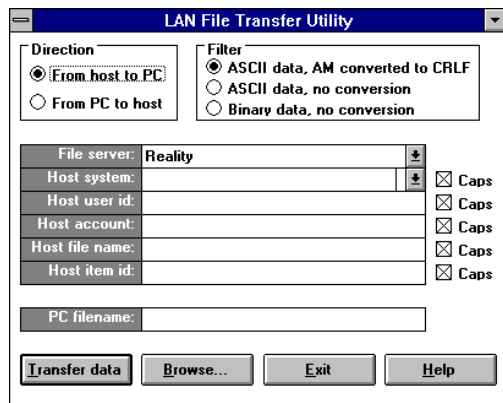 LAN File Transfer Utility
Direction
From host to PC
From PC to host
Filter
ASCII data, AM converted to CRLF
ASCII data, no conversion
Binary data, no conversion
File server: Reality
Host system: Caps
Host user id: Caps
Host account: Caps
Host file name: Caps
Host item id: Caps
PC filename:
Transfer data Browse... Exit Help